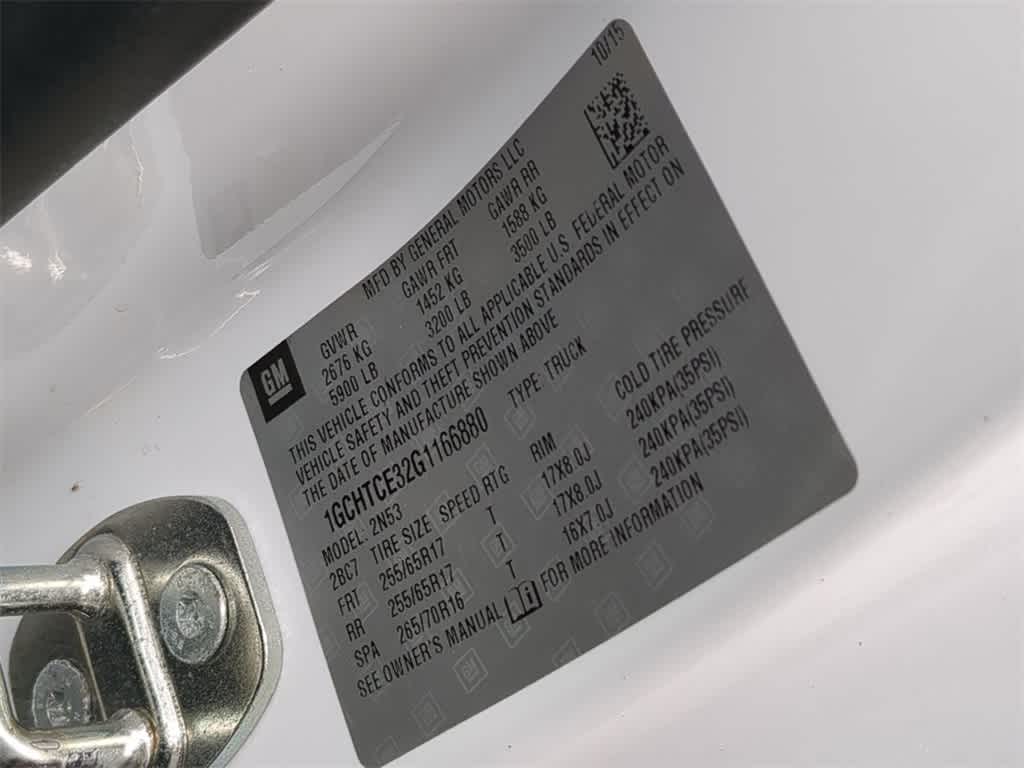 10/15
MFD BY GENERAL MOTORS LLC
GM
GVWR GAWR FRT GAWR RR
2676 KG 1452 KG 1588 KG
5900 LB 3200 LB 3500 LB
THIS VEHICLE CONFORMS TO ALL APPLICABLE U.S. FEDERAL MOTOR
VEHICLE SAFETY AND THEFT PREVENTION STANDARDS IN EFFECT ON
THE DATE OF MANUFACTURE SHOWN ABOVE
1GCHTCE32G1166880 TYPE: TRUCK
MODEL: 2N53
2BC7 TIRE SIZE SPEED RTG RIM COLD TIRE PRESSURE
FRT 255/65R17 T 17X8.0J 240KPA(35PSI)
RR 255/65R17 T 17X8.0J 240KPA(35PSI)
SPA 265/70R16 T 16X7.0J 240KPA(35PSI)
SEE OWNER'S MANUAL FOR MORE INFORMATION